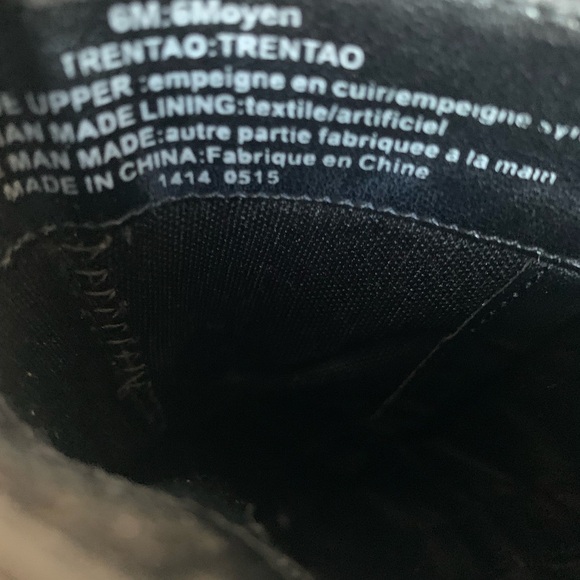 6M:6Moyen
TRENTAO:TRENTAO
UPPER :empeigne en cuir/empeigne
MAN MADE LINING:textile/artificiel
MAN MADE:autre partie fabriquee a la main
MADE IN CHINA:Fabrique en Chine
1414 0515